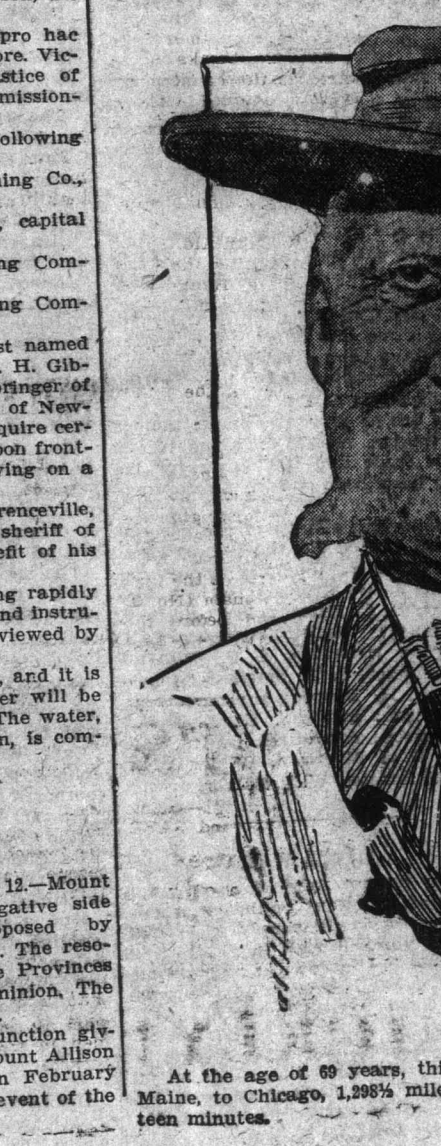 pro hac
ore. Vic-
stice of
mission-
ollowing
ning Co.,
, capital
ng Com-
ng Com-
st named
. H. Gib-
pringer of
of New-
quire cer-
pon front-
ving on a
renceville,
sheriff of
efit of his
ng rapidly
nd instru-
viewed by
, and it is
er will be
The water,
n, is com-
12.—Mount
gative side
posed by
. The reso-
e Provinces
minion. The
unction giv-
ount Allison
n February
event of the
At the age of 69 years, thi
Maine, to Chicago, 1,298½ mile
teen minutes.